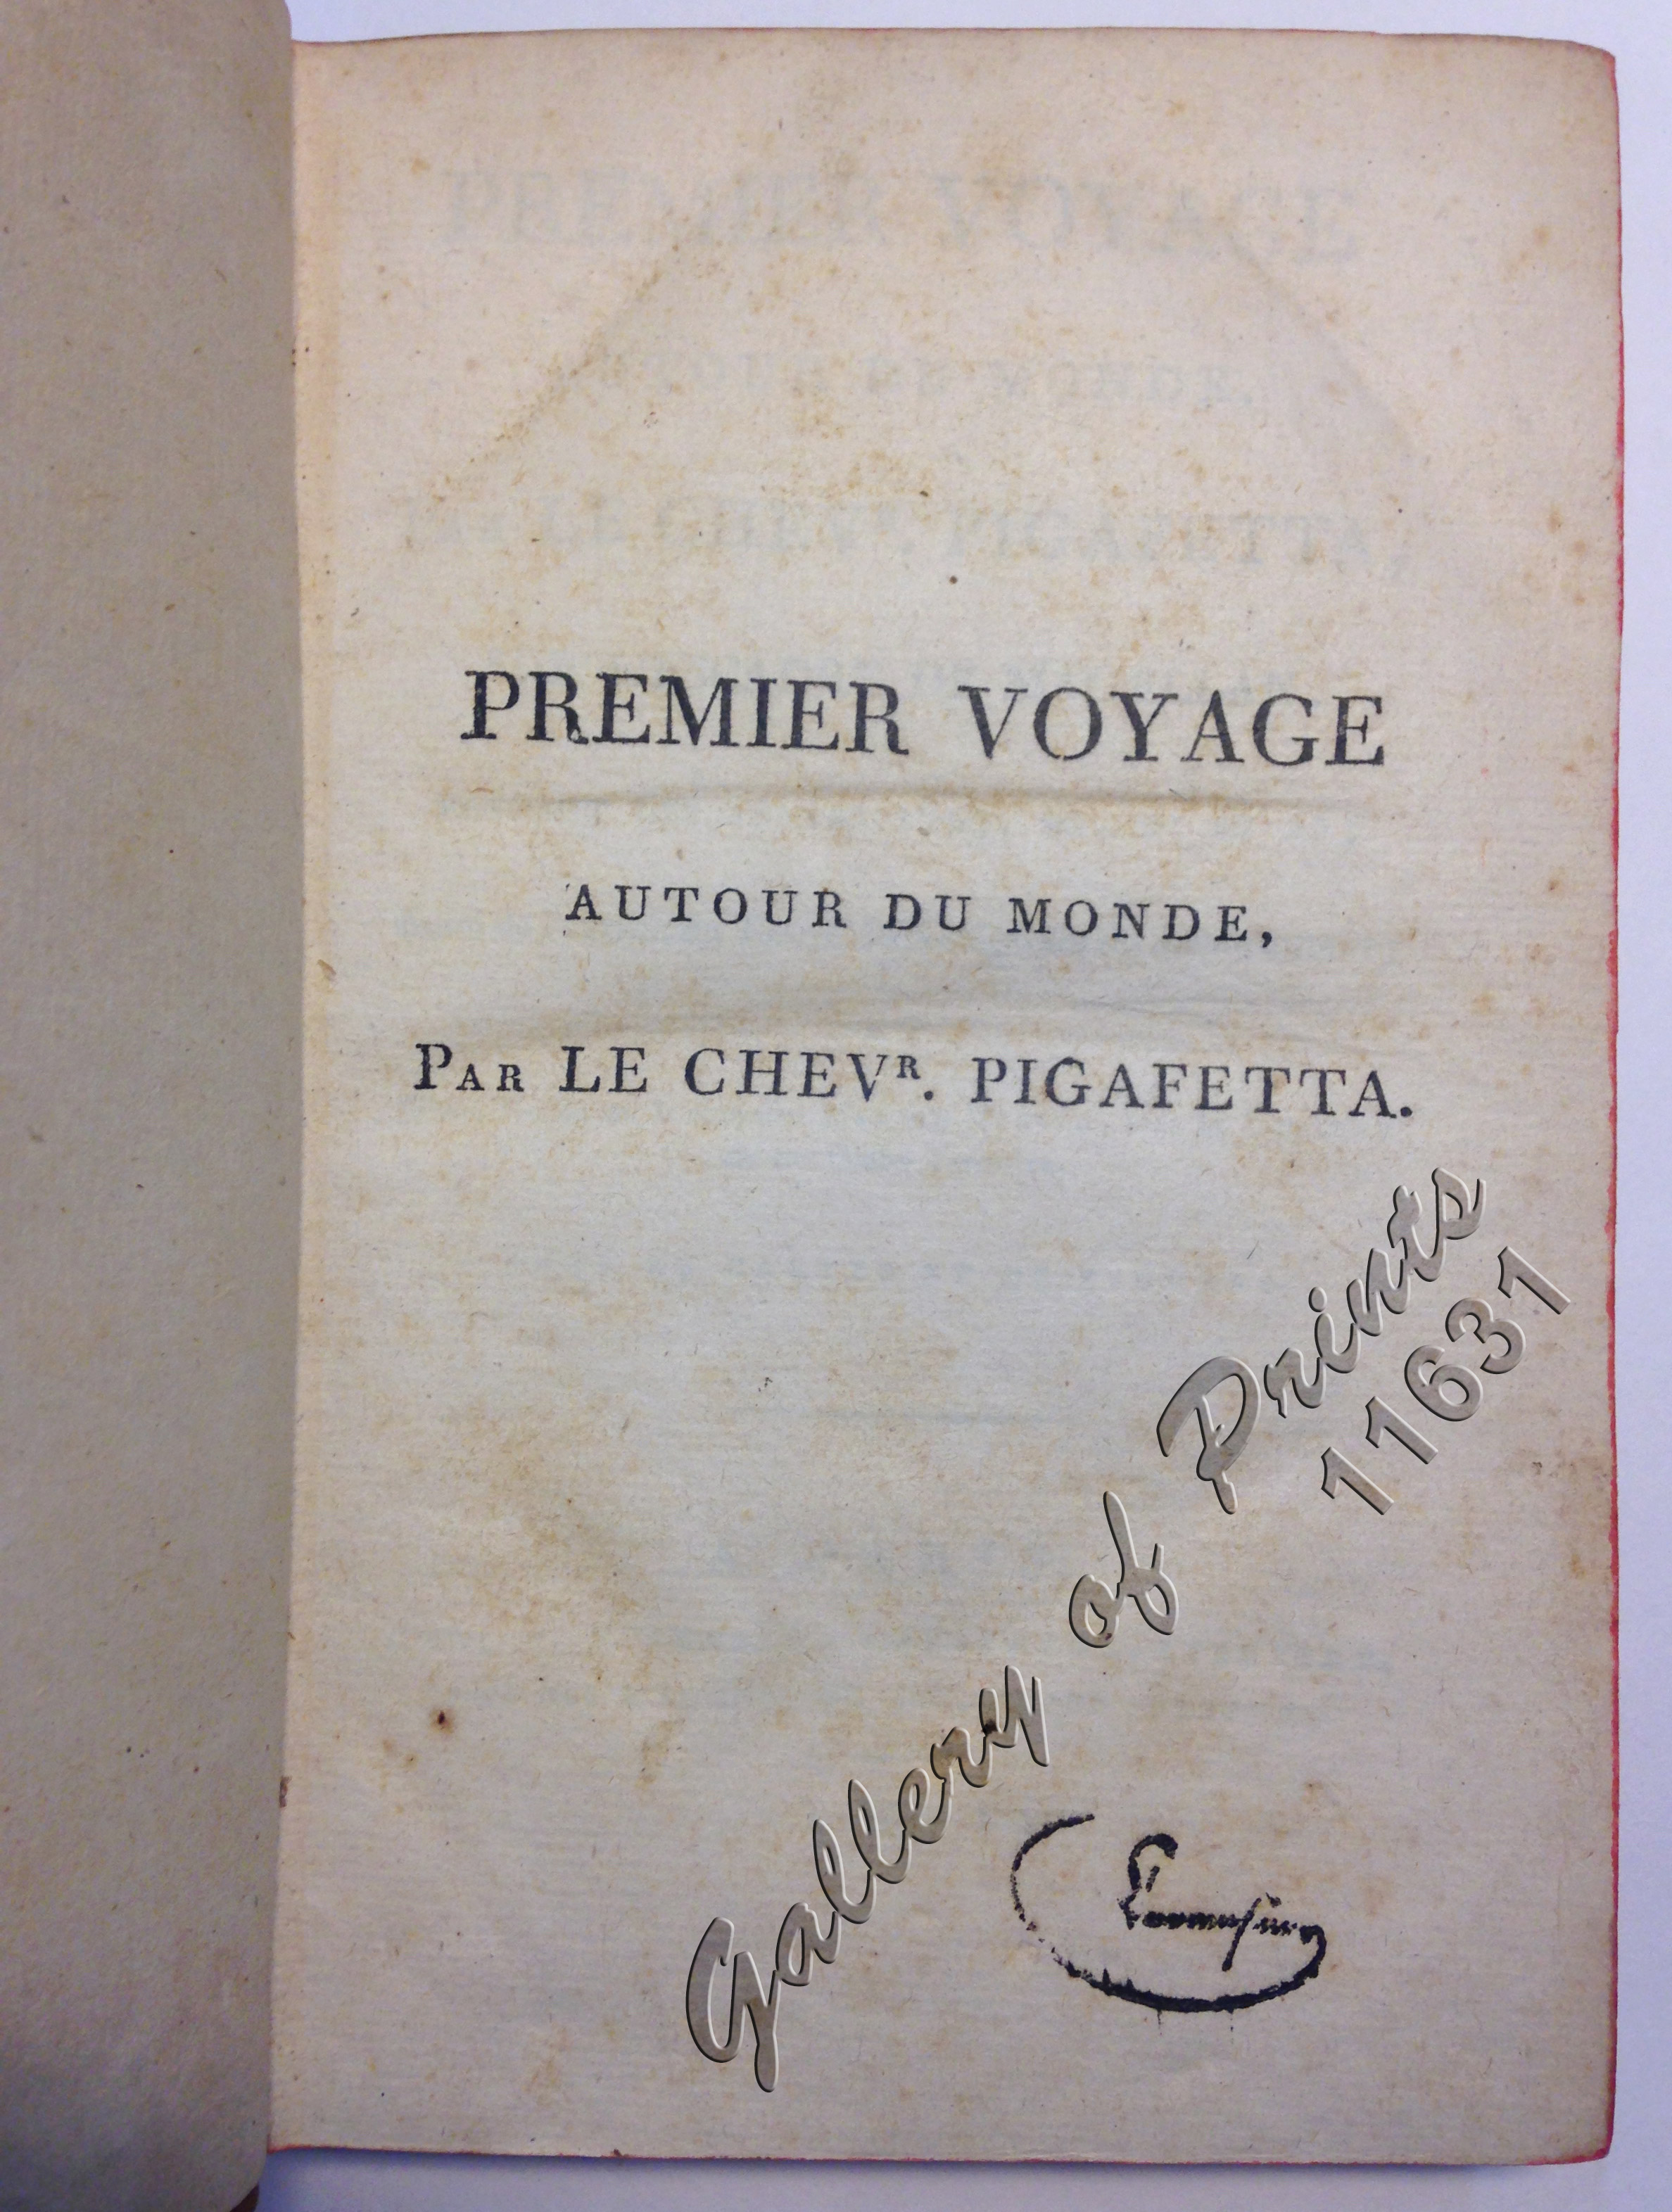 PREMIER VOYAGE
AUTOUR DU MONDE,
PAR LE CHEVR. PIGAFETTA.
Gallery of Prints
11631